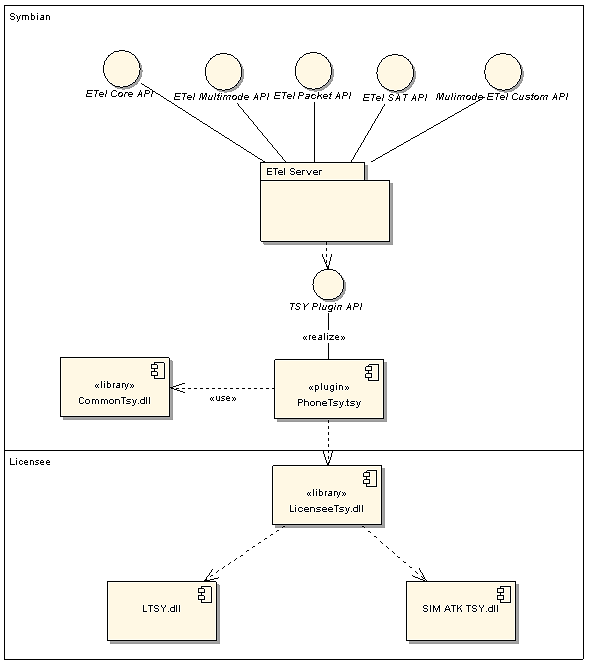 Symbian
ETel Core API
ETel Multimode API
ETel Packet API
ETel SAT API
Mulimode ETel Custom API
ETel Server
TSY Plugin API
«realize»
«library»
CommonTsy.dll
«use»
«plugin»
PhoneTsy.tsy
Licensee
«library»
LicenseeTsy.dll
LTSY.dll
SIM ATK TSY.dll